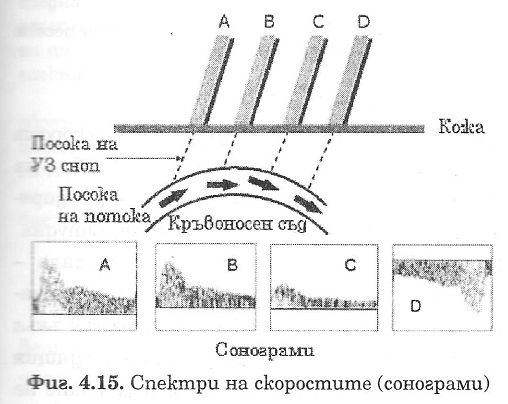 A B C D
Кожа
Посока на
УЗ сноп
Посока
на потока
Кръвоносен съд
A
B
C
D
Сонограми
Фиг. 4.15. Спектри на скоростите (сонограми)